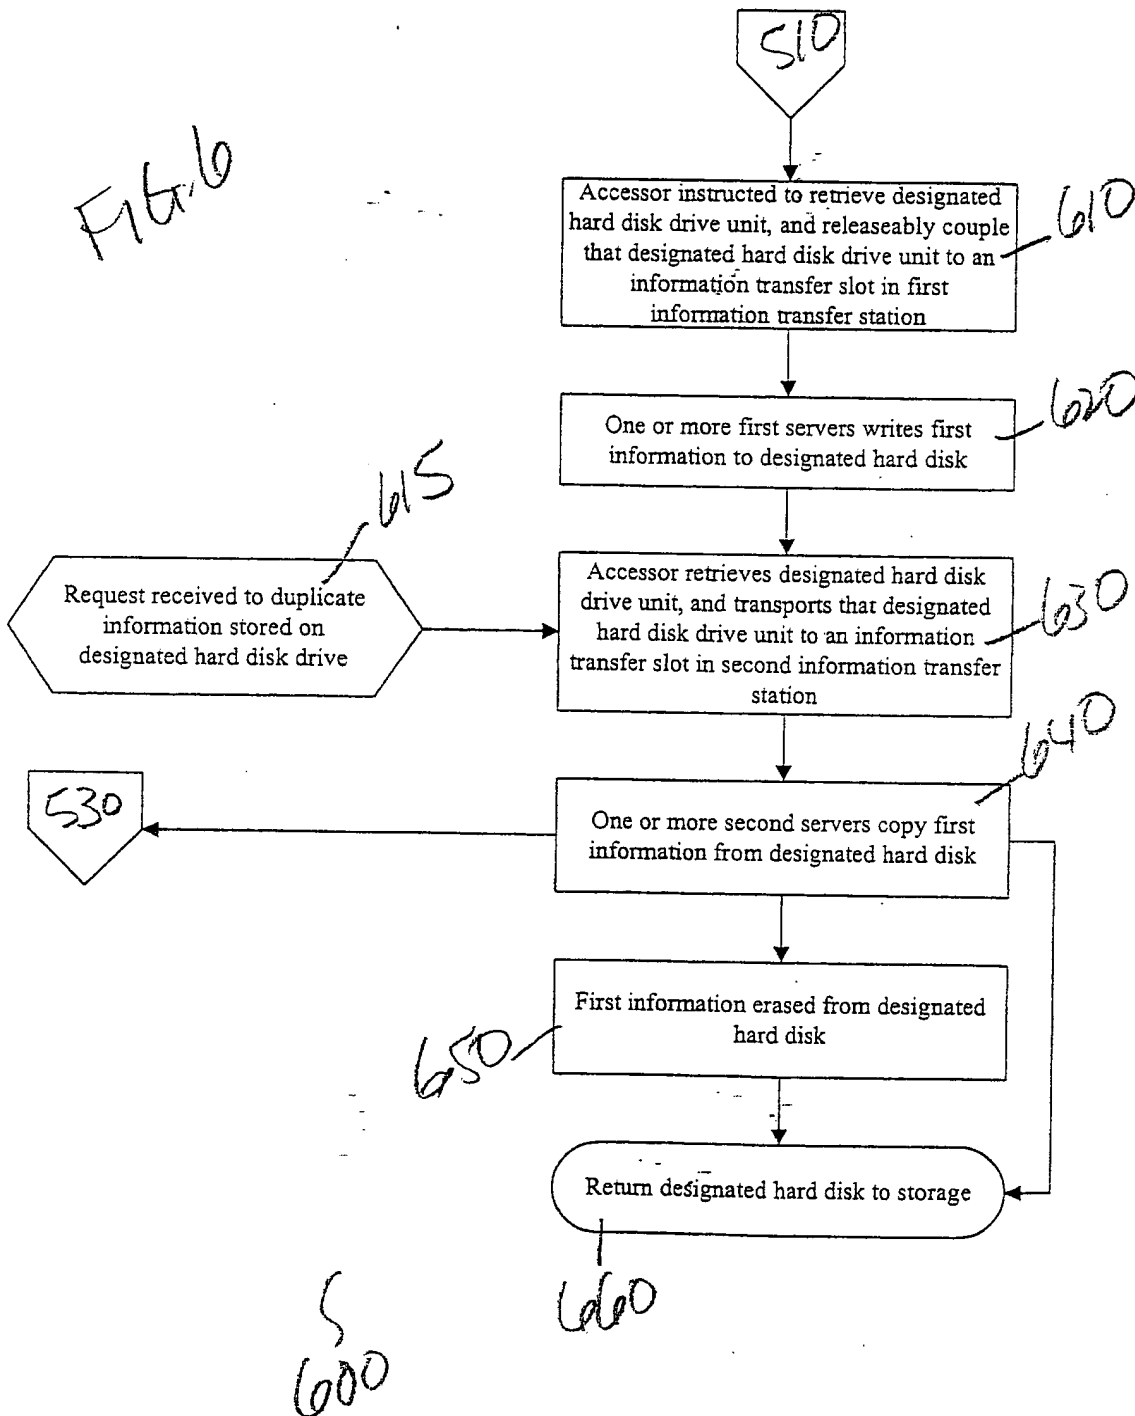 510
FIG.6
Accessor instructed to retrieve designated
hard disk drive unit, and releaseably couple
that designated hard disk drive unit to an
information transfer slot in first
information transfer station
610
One or more first servers writes first
information to designated hard disk
620
615
Request received to duplicate
information stored on
designated hard disk drive
Accessor retrieves designated hard disk
drive unit, and transports that designated
hard disk drive unit to an information
transfer slot in second information transfer
station
630
530
One or more second servers copy first
information from designated hard disk
640
First information erased from designated
hard disk
650
Return designated hard disk to storage
660
600